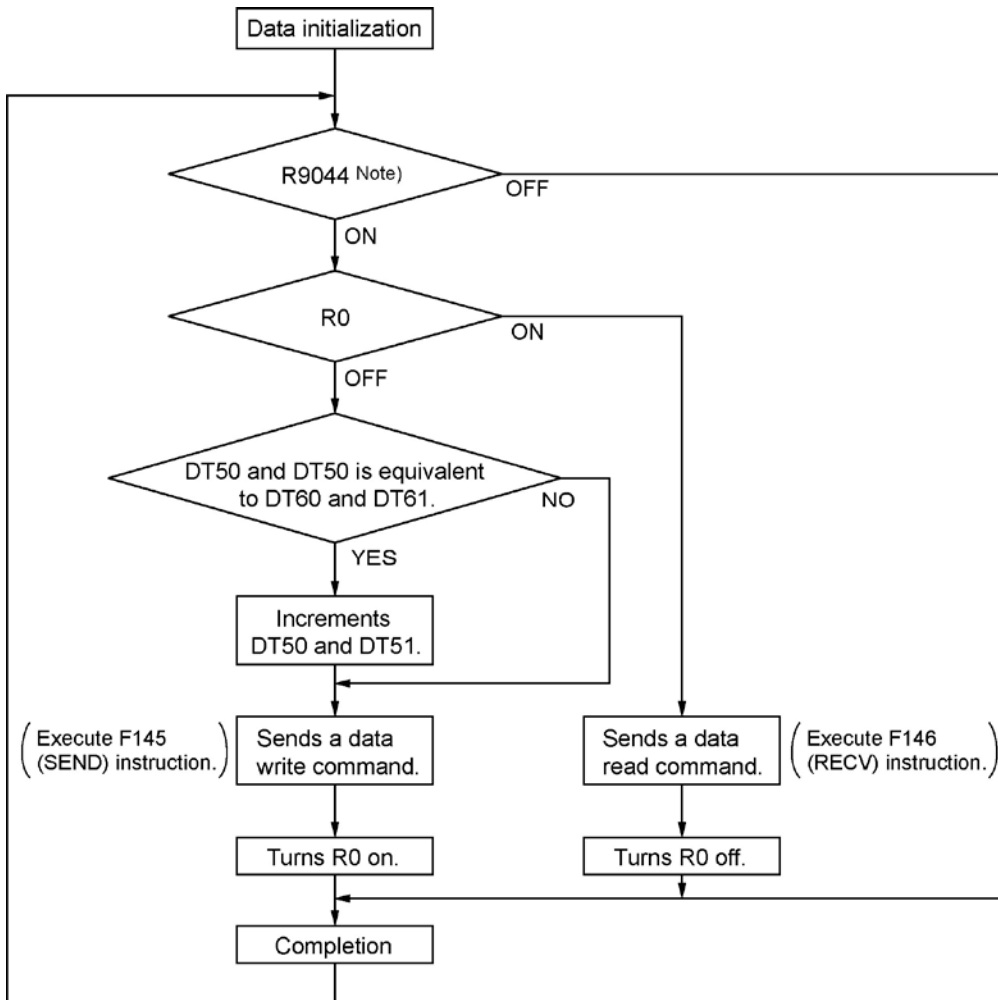 Data initialization
R9044 Note)
OFF
ON
R0
ON
OFF
DT50 and DT50 is equivalent
to DT60 and DT61.
NO
YES
Increments
DT50 and DT51.
(Execute F145
(SEND) instruction.)
Sends a data
write command.
Sends a data
read command.
(Execute F146
(RECV) instruction.)
Turns R0 on.
Turns R0 off.
Completion